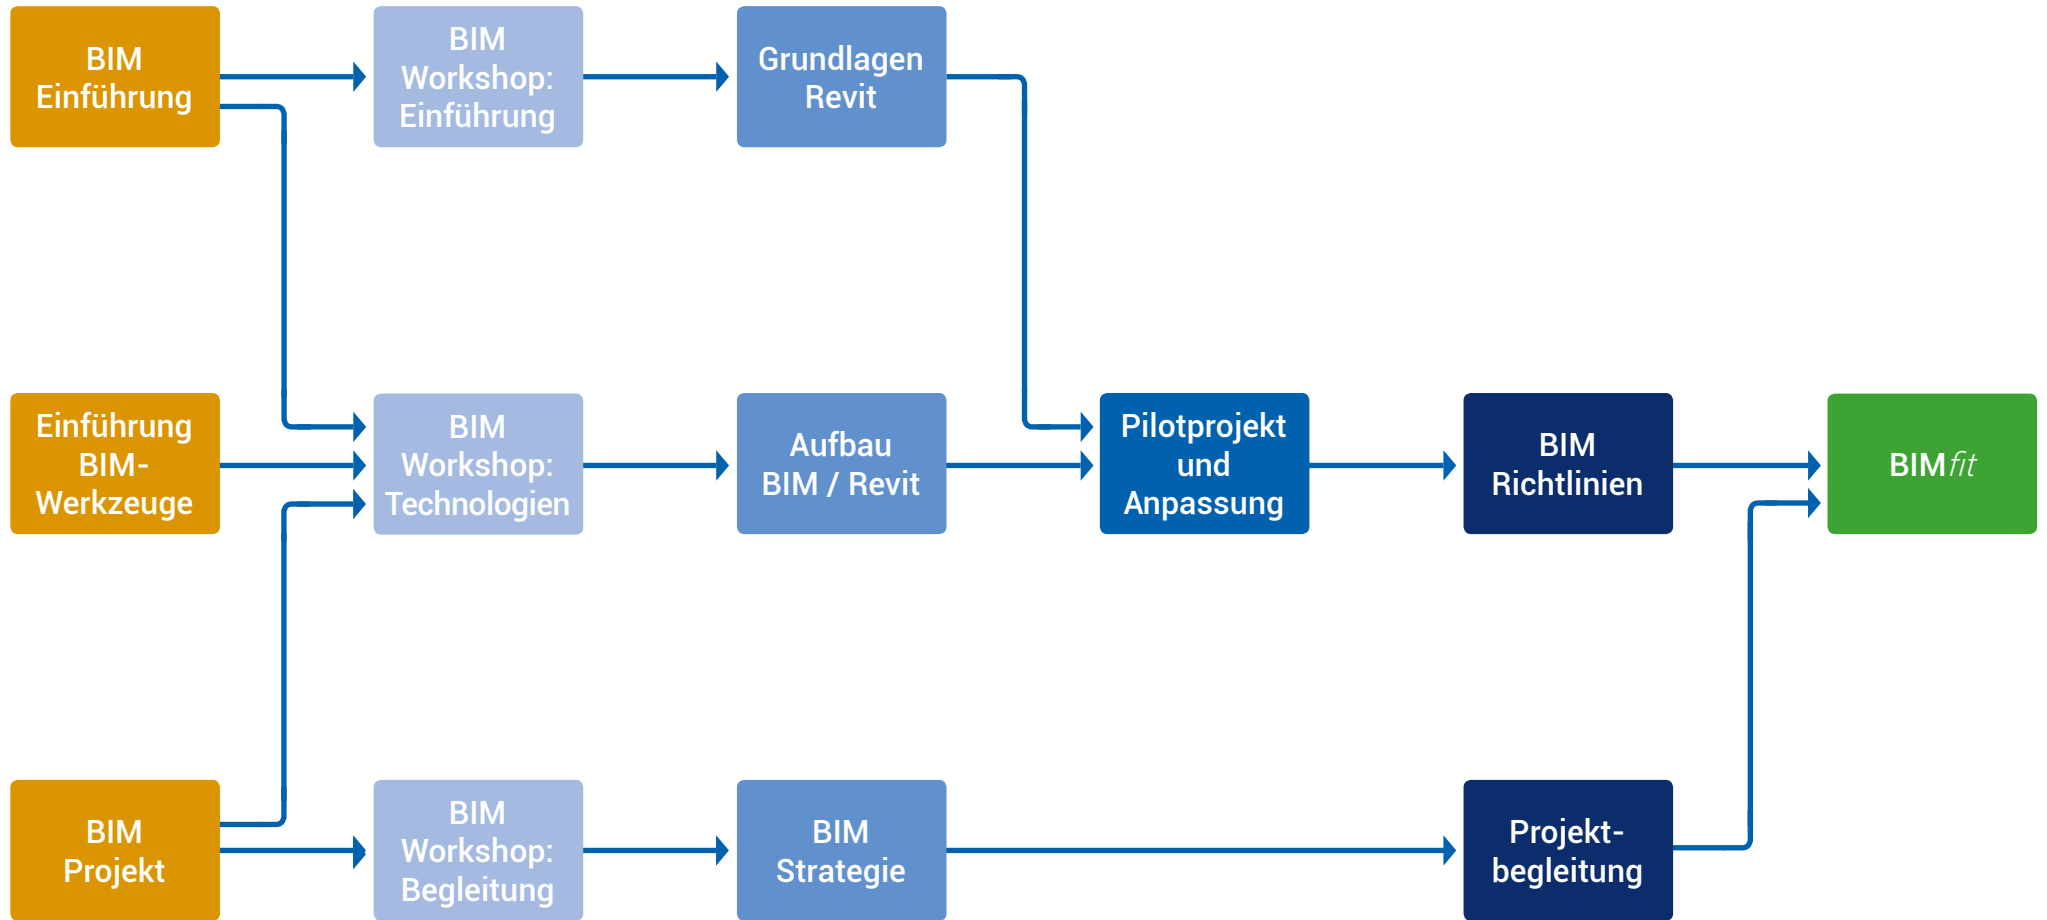 BIM
Einführung
BIM
Workshop:
Einführung
Grundlagen
Revit
Einführung
BIM-
Werkzeuge
BIM
Workshop:
Technologien
Aufbau
BIM / Revit
Pilotprojekt
und
Anpassung
BIM
Richtlinien
BIMfit
BIM
Projekt
BIM
Workshop:
Begleitung
BIM
Strategie
Projekt-
begleitung